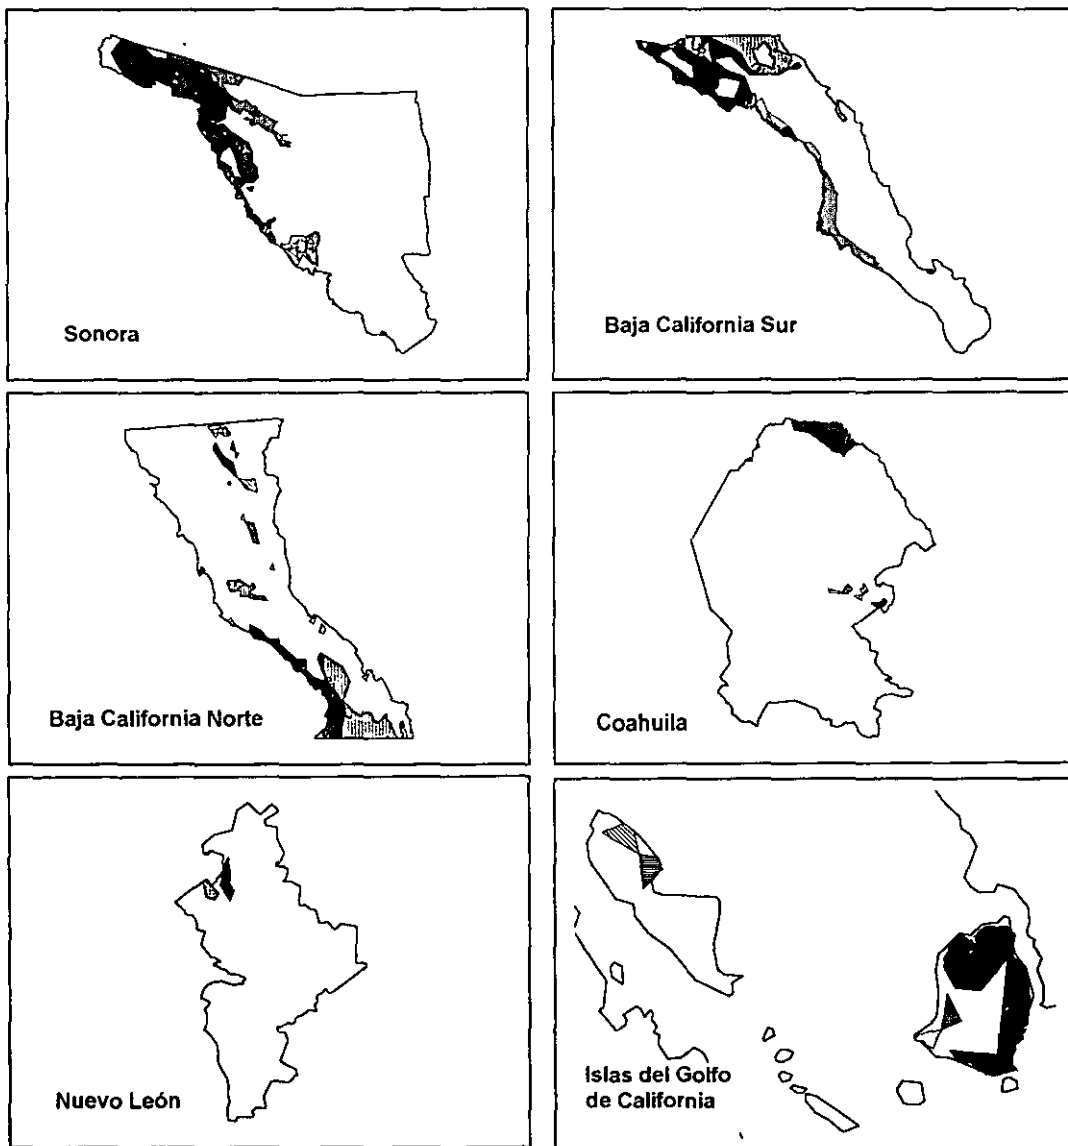 Sonora
Baja California Sur
Baja California Norte
Coahuila
Nuevo León
Islas del Golfo
de California